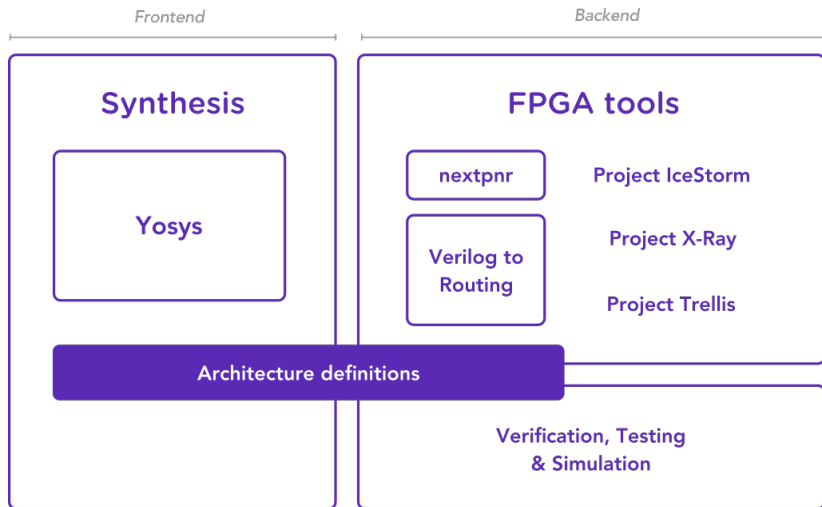 Frontend
Backend
Synthesis
FPGA tools
Yosys
nextpnr
Verilog to
Routing
Project IceStorm
Project X-Ray
Project Trellis
Architecture definitions
Verification, Testing
& Simulation